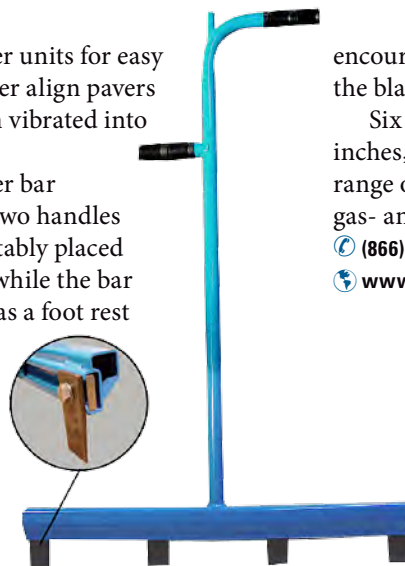 er units for easy
er align pavers
vibrated into
er bar
wo handles
tably placed
while the bar
as a foot rest
encour
the bla
Six
inches,
range o
gas- an
(866)
www